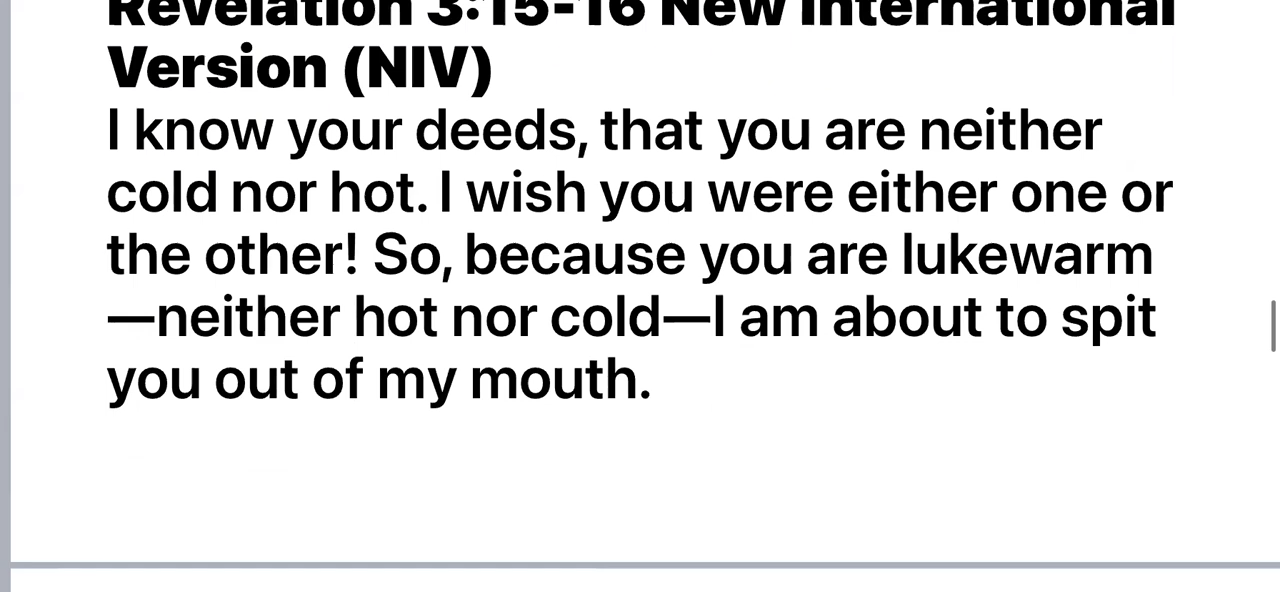 Revelation 3:15-16 New International
Version (NIV)
I know your deeds, that you are neither
cold nor hot. I wish you were either one or
the other! So, because you are lukewarm
—neither hot nor cold—I am about to spit
you out of my mouth.